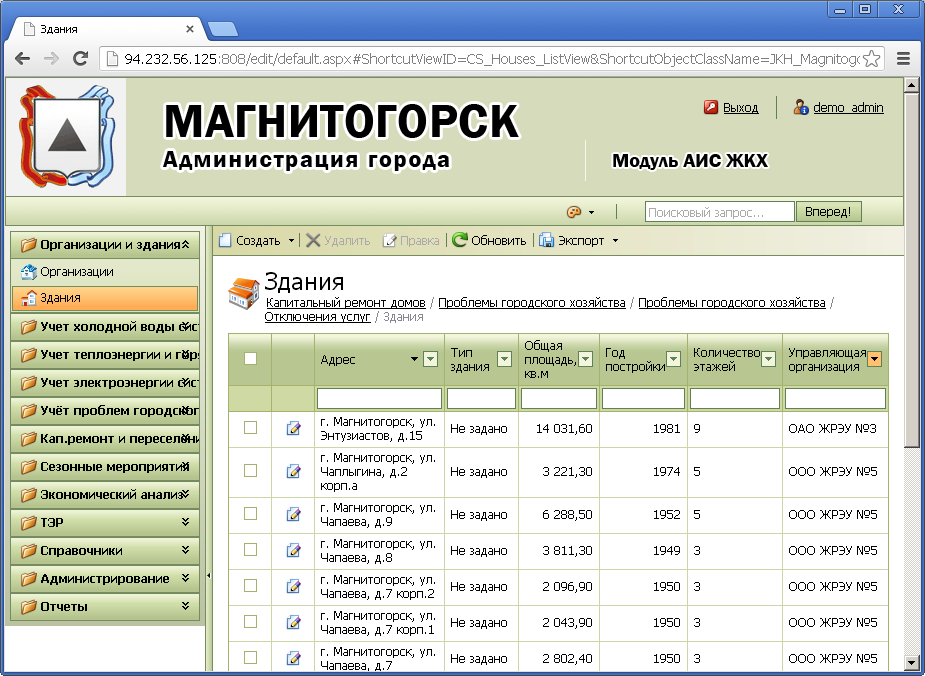 Здания
94.232.56.125:808/edit/default.aspx#ShortcutViewID=CS_Houses_ListView&ShortcutObjectClassName=JKH_Magnitogo
МАГНИТОГОРСК
Администрация города
Модуль АИС ЖКХ
Выход
demo_admin
Поисковый запрос...
Вперед!
Организации и здания
Организации
Здания
Учет холодной воды
Учет теплоэнергии и
Учет электроэнергии
Учёт проблем
Кап.ремонт и
Сезонные мероприятия
Экономический анализ
ТЭР
Справочники
Администрирование
Отчеты
Создать Удалить Правка Обновить Экспорт
Здания
Капитальный ремонт домов / Проблемы городского хозяйства / Проблемы городского хозяйства /
Отключения услуг / Здания
Адрес
Тип
здания
Общая
площадь,
кв.м
Год
постройки
Количество
этажей
Управляющая
организация
г. Магнитогорск, ул.
Энтузиастов, д.15
Не задано 14 031,60 1981 9 ОАО ЖРЭУ №3
г. Магнитогорск, ул.
Чаплыгина, д.2
корп.а
Не задано 3 221,30 1974 5 ООО ЖРЭУ №5
г. Магнитогорск, ул.
Чапаева, д.9
Не задано 6 288,50 1952 5 ООО ЖРЭУ №5
г. Магнитогорск, ул.
Чапаева, д.8
Не задано 3 811,30 1949 3 ООО ЖРЭУ №5
г. Магнитогорск, ул.
Чапаева, д.7 корп.2
Не задано 2 096,90 1950 3 ООО ЖРЭУ №5
г. Магнитогорск, ул.
Чапаева, д.7 корп.1
Не задано 2 043,90 1950 3 ООО ЖРЭУ №5
г. Магнитогорск, ул.
Чапаева, д.7
Не задано 2 802,40 1950 3 ООО ЖРЭУ №5